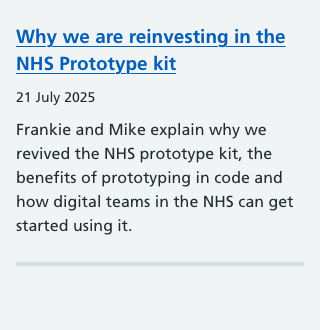 Why we are reinvesting in the
NHS Prototype kit
21 July 2025
Frankie and Mike explain why we
revived the NHS prototype kit, the
benefits of prototyping in code and
how digital teams in the NHS can get
started using it.